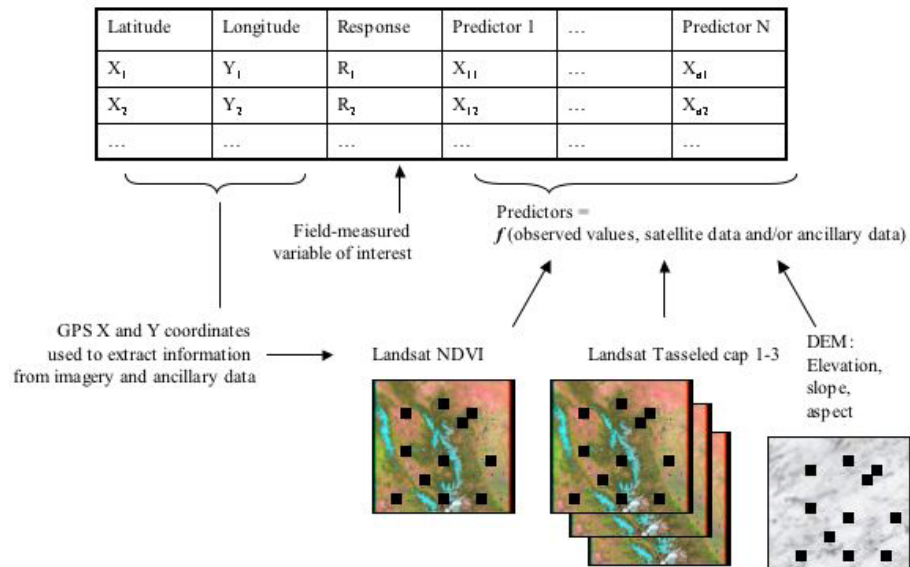 Latitude Longitude Response Predictor 1 … Predictor N
X₁ Y₁ R₁ X₁₁ … X_d1
X₂ Y₂ R₂ X₁₂ … X_d2
… … … … … …
Predictors =
f (observed values, satellite data and/or ancillary data)
Field-measured
variable of interest
GPS X and Y coordinates
used to extract information
from imagery and ancillary data
Landsat NDVI
Landsat Tasseled cap 1-3
DEM:
Elevation,
slope,
aspect